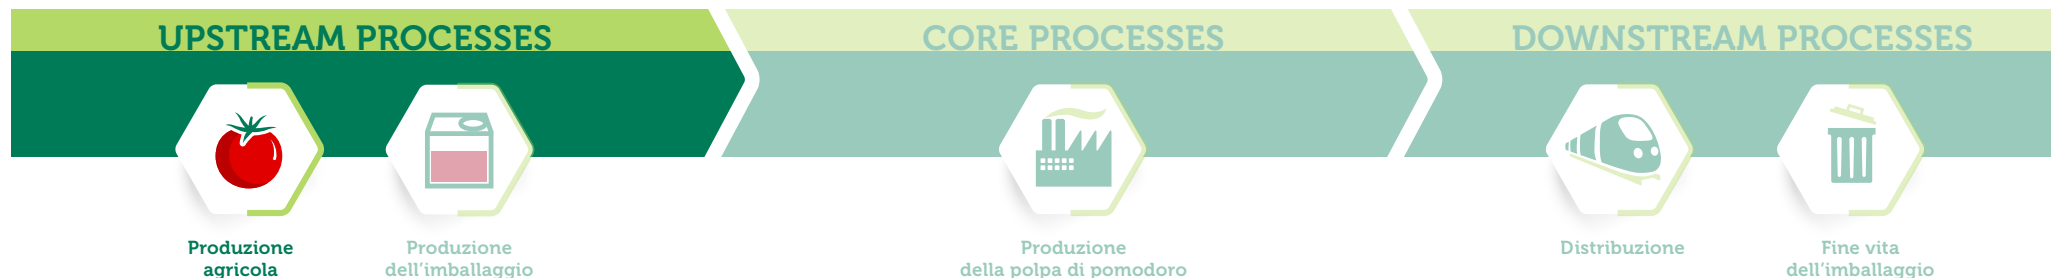 UPSTREAM PROCESSES
CORE PROCESSES
DOWNSTREAM PROCESSES
Produzione
agricola
Produzione
dell'imballaggio
Produzione
della polpa di pomodoro
Distribuzione
Fine vita
dell'imballaggio